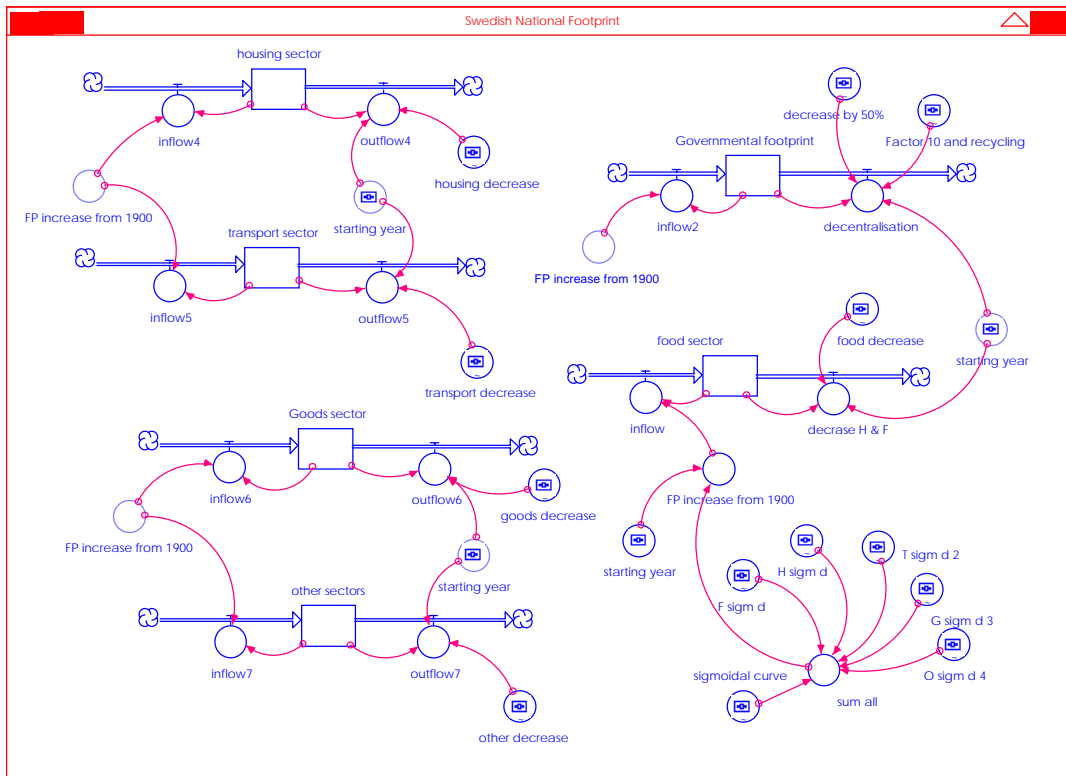 Swedish National Footprint
housing sector
inflow4
outflow4
housing decrease
FP increase from 1900
starting year
transport sector
inflow5
outflow5
transport decrease
decrease by 50%
Factor 10 and recycling
Governmental footprint
inflow2
decentralisation
FP increase from 1900
food sector
food decrease
starting year
inflow
decrase H & F
Goods sector
inflow6
outflow6
goods decrease
FP increase from 1900
starting year
other sectors
inflow7
outflow7
other decrease
FP increase from 1900
starting year
H sigm d
T sigm d 2
F sigm d
G sigm d 3
O sigm d 4
sigmoidal curve
sum all